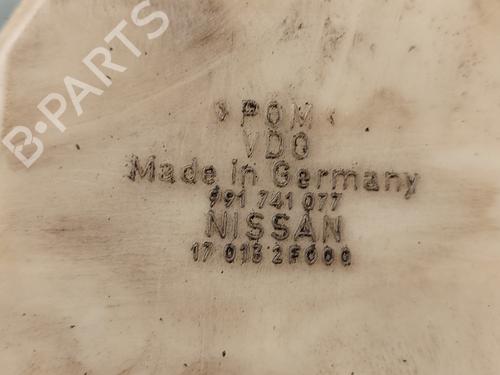 B-PARTS
>POM<
VDO
Made in Germany
991 741 077
NISSAN
17 013 2F000